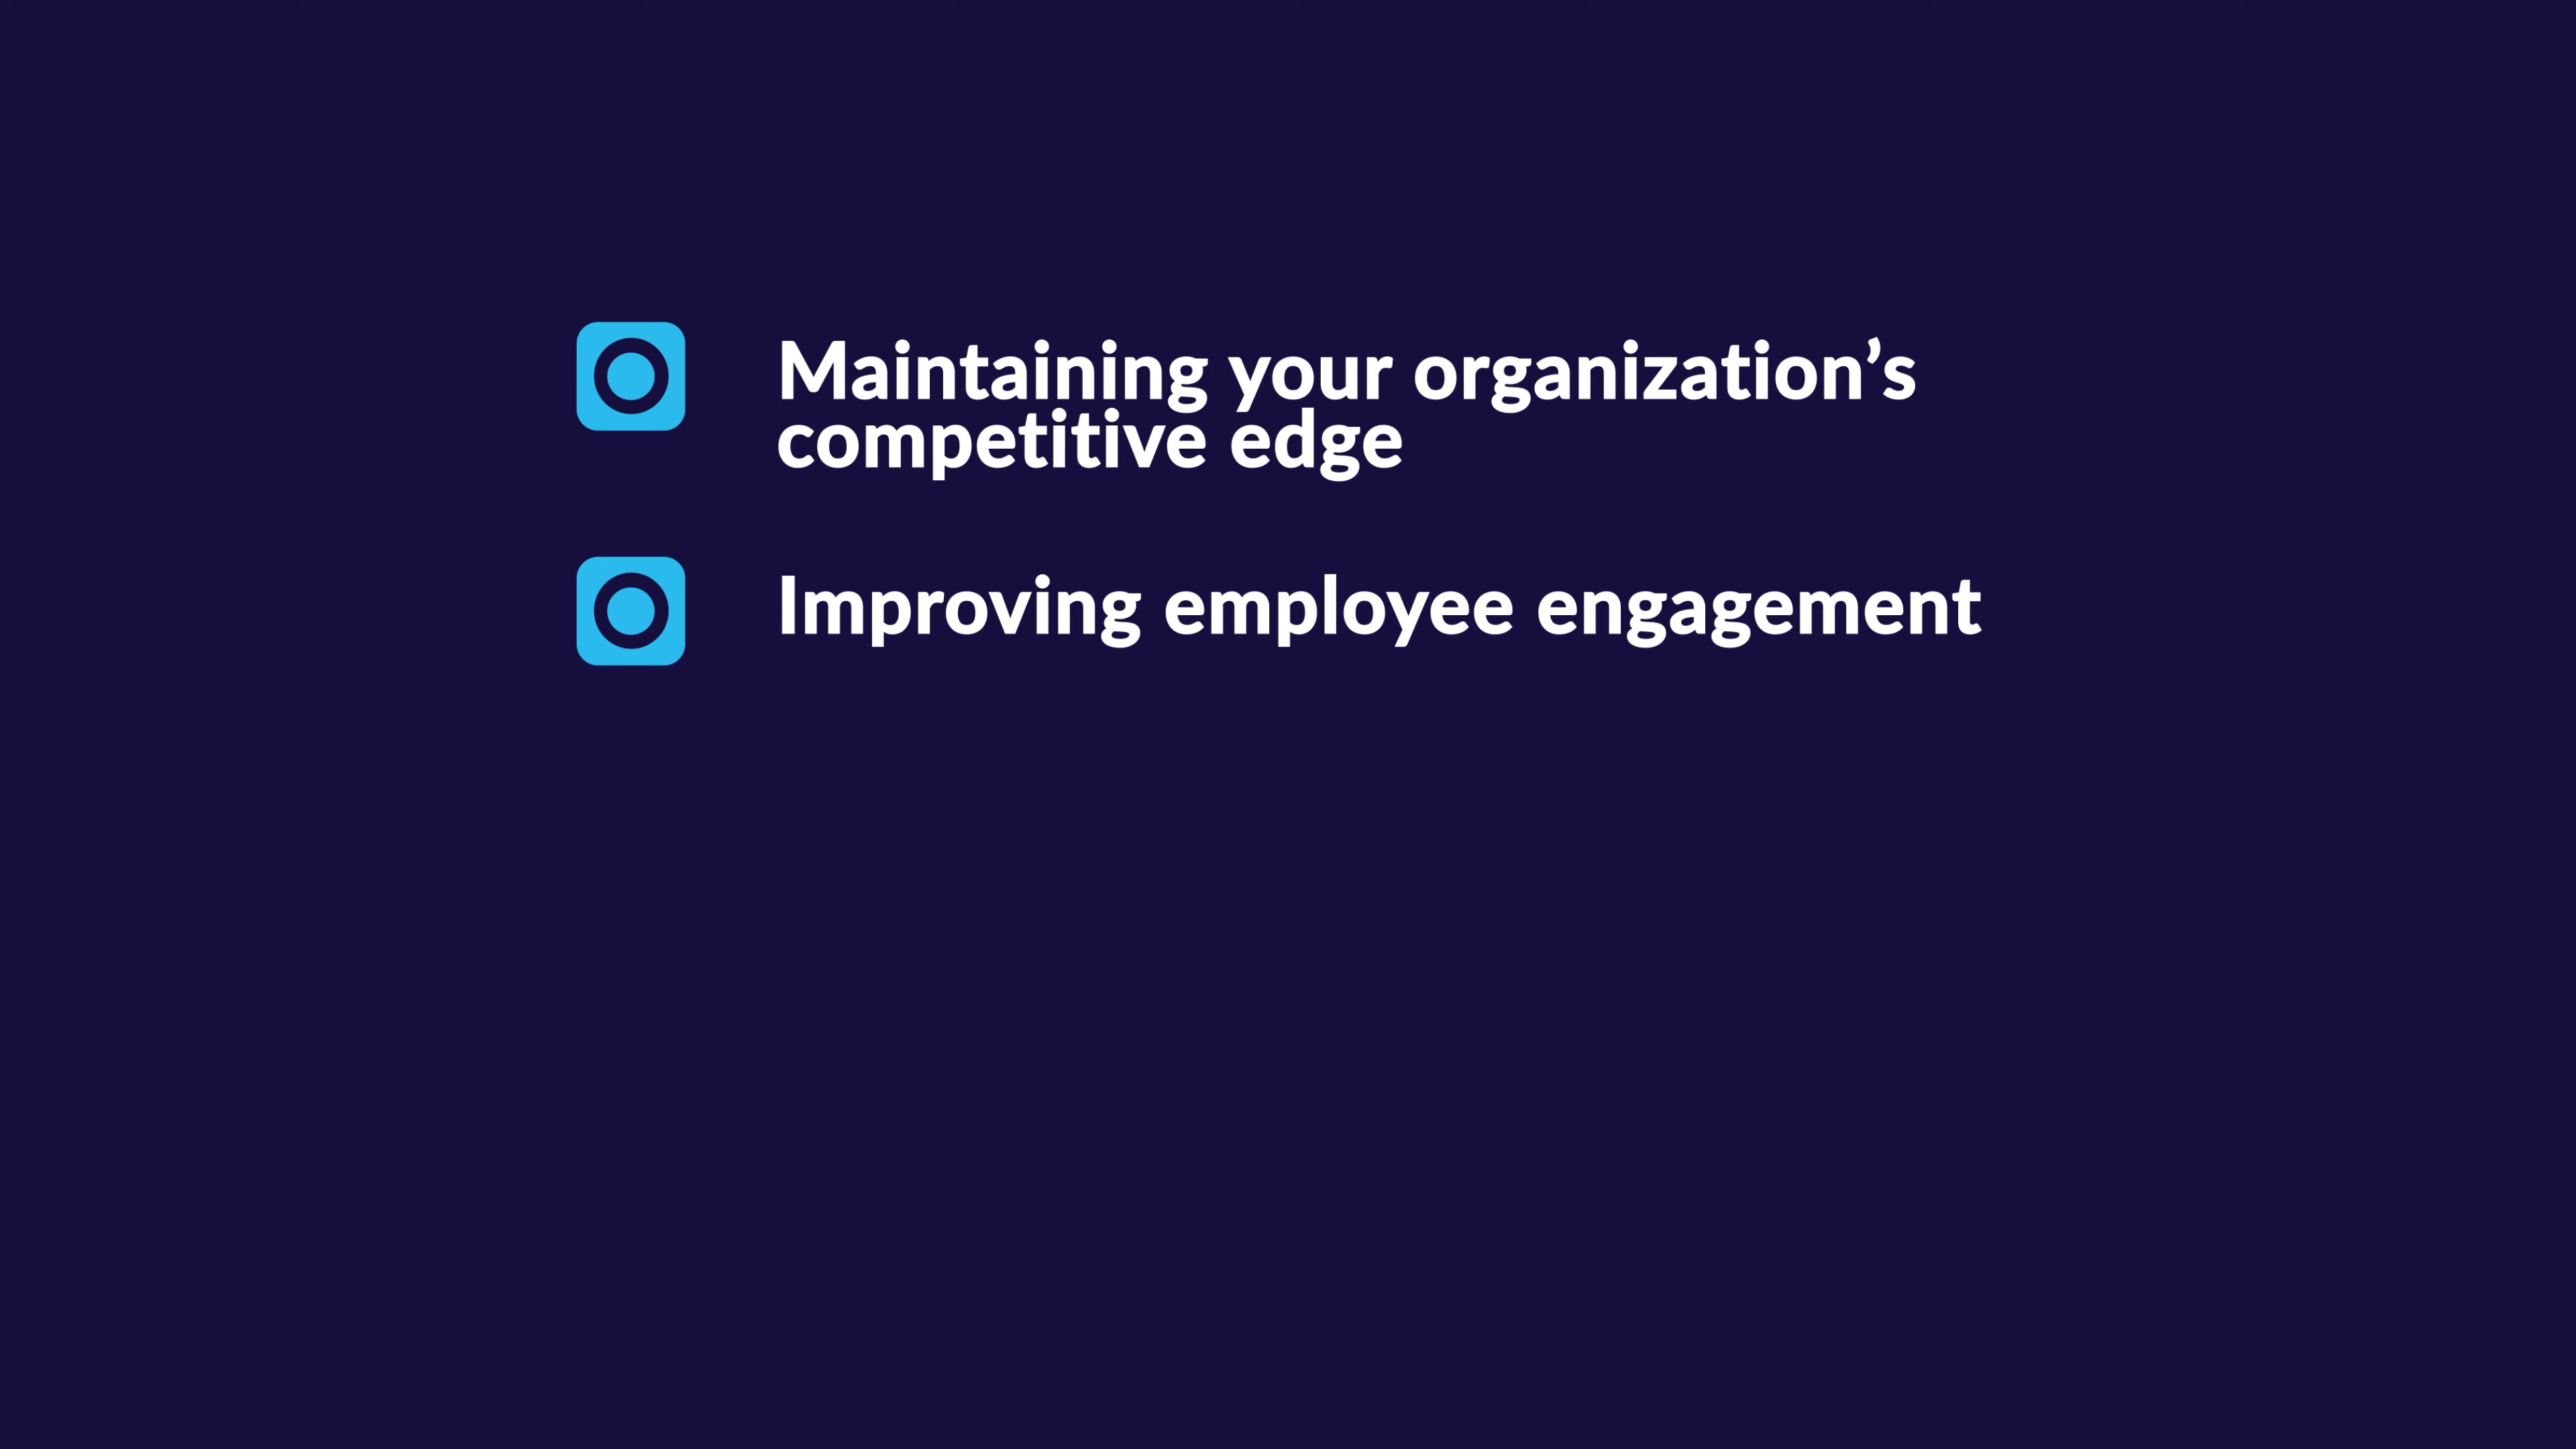 Maintaining your organization’s
competitive edge
Improving employee engagement